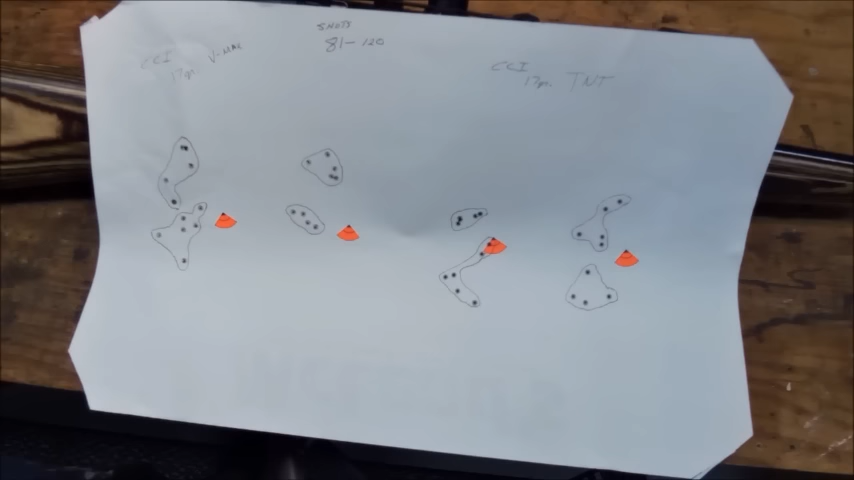 SHOTS
81-120
CCI
17gr. V-MAX
CCI
17gr. TNT